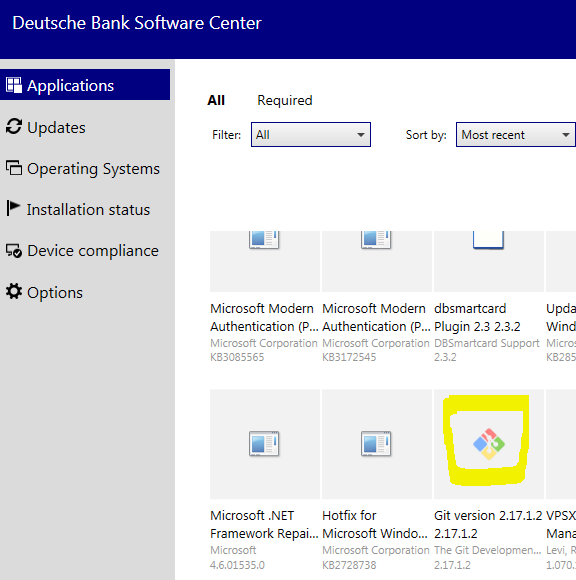 Deutsche Bank Software Center
Applications
Updates
Operating Systems
Installation status
Device compliance
Options
All Required
Filter: All Sort by: Most recent
Microsoft Modern Microsoft Modern dbsmartcard Upda
Authentication (P... Authentication (P... Plugin 2.3 2.3.2 Wind
Microsoft Corporation Microsoft Corporation DBSmartcard Support Micro
KB3085565 KB3172545 2.3.2 KB285
Microsoft .NET Hotfix for Git version 2.17.1.2 VPSX
Framework Repai... Microsoft Windo... 2.17.1.2 Mana
Microsoft Microsoft Corporation The Git Developmen... Levi, R
4.6.01535.0 KB2728738 2.17.1.2 1.070.